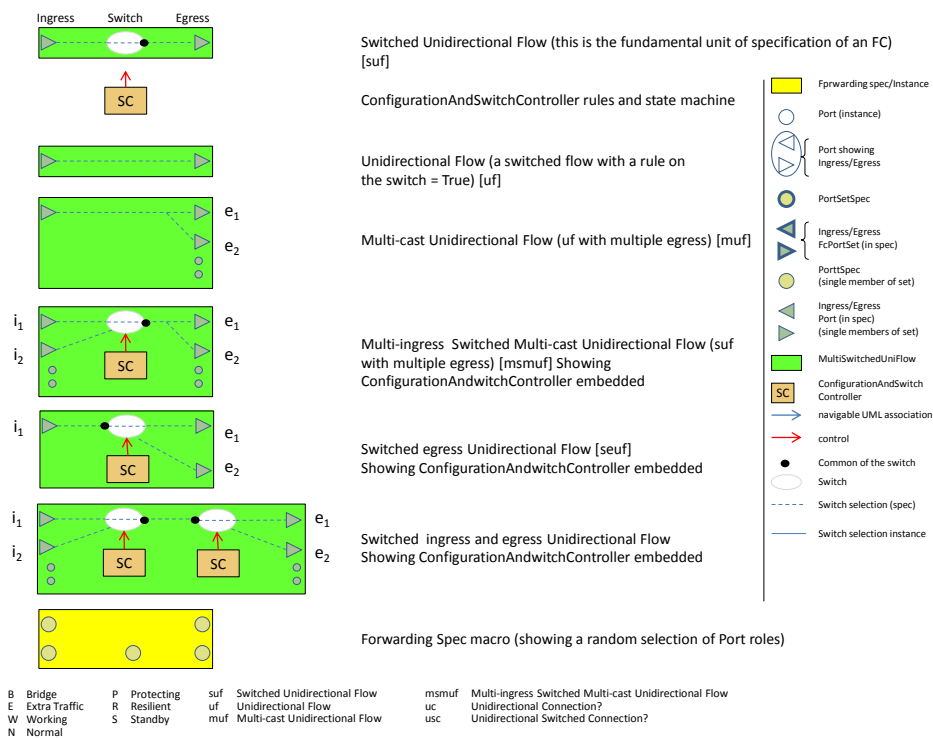 Ingress Switch Egress
Switched Unidirectional Flow (this is the fundamental unit of specification of an FC)
[suf]
SC
ConfigurationAndSwitchController rules and state machine
Unidirectional Flow (a switched flow with a rule on
the switch = True) [uf]
e1
e2
Multi-cast Unidirectional Flow (uf with multiple egress) [muf]
i1
i2
SC
e1
e2
Multi-ingress Switched Multi-cast Unidirectional Flow (suf
with multiple egress) [msmuf] Showing
ConfigurationAndwitchController embedded
i1
SC
e1
e2
Switched egress Unidirectional Flow [seuf]
Showing ConfigurationAndwitchController embedded
i1
i2
SC
SC
e1
e2
Switched ingress and egress Unidirectional Flow
Showing ConfigurationAndwitchController embedded
Forwarding Spec macro (showing a random selection of Port roles)
Fprwarding spec/Instance
Port (instance)
Port showing
Ingress/Egress
PortSetSpec
Ingress/Egress
FcPortSet (in spec)
PorttSpec
(single member of set)
Ingress/Egress
Port (in spec)
(single members of set)
MultiSwitchedUniFlow
SC
ConfigurationAndSwitch
Controller
navigable UML association
control
Common of the switch
Switch
Switch selection (spec)
Switch selection instance
B Bridge P Protecting suf Switched Unidirectional Flow msmuf Multi-ingress Switched Multi-cast Unidirectional Flow
E Extra Traffic R Resilient uf Unidirectional Flow uc Unidirectional Connection?
W Working S Standby muf Multi-cast Unidirectional Flow usc Unidirectional Switched Connection?
N Normal